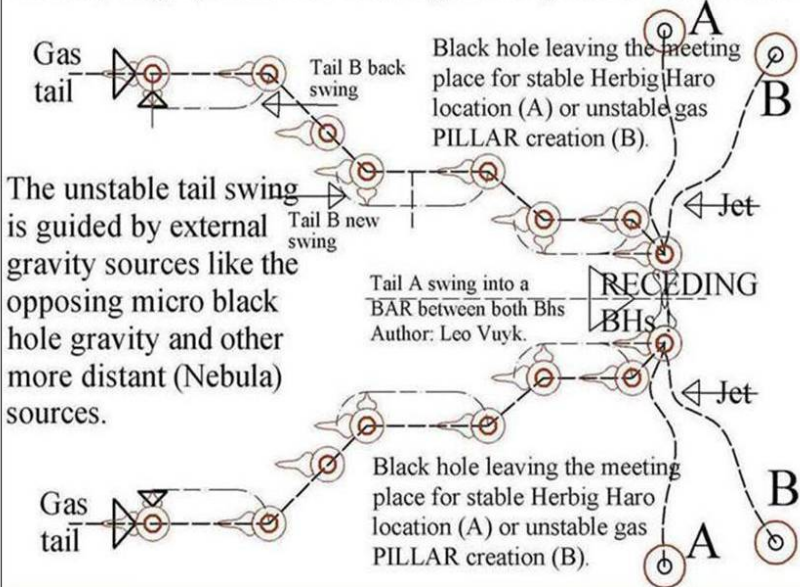 A
B
Gas
tail
Tail B back
swing
Black hole leaving the meeting
place for stable Herbig Haro
location (A) or unstable gas
PILLAR creation (B).
The unstable tail swing
is guided by external
gravity sources like the
opposing micro black
hole gravity and other
more distant (Nebula)
sources.
Tail B new
swing
Jet
Tail A swing into a
BAR between both Bhs
Author: Leo Vuyk.
RECEDING
BHs
Jet
Gas
tail
Black hole leaving the meeting
place for stable Herbig Haro
location (A) or unstable gas
PILLAR creation (B).
A
B